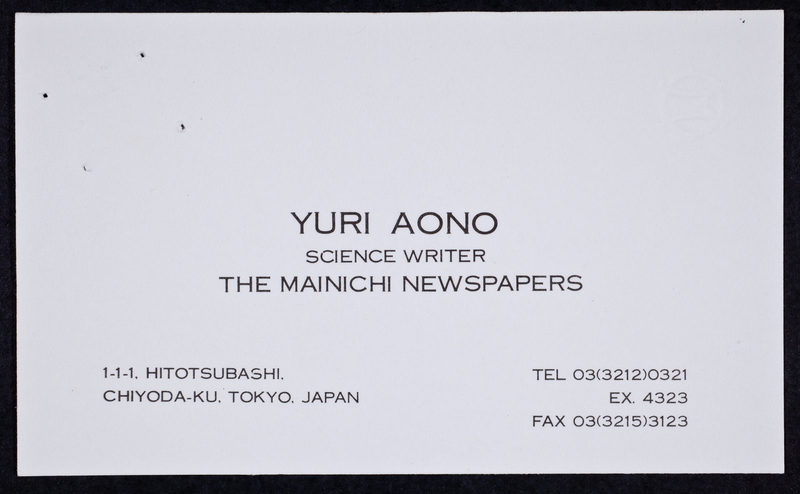 YURI AONO
SCIENCE WRITER
THE MAINICHI NEWSPAPERS
1-1-1, HITOTSUBASHI,
CHIYODA-KU, TOKYO, JAPAN
TEL 03(3212)0321
EX. 4323
FAX 03(3215)3123